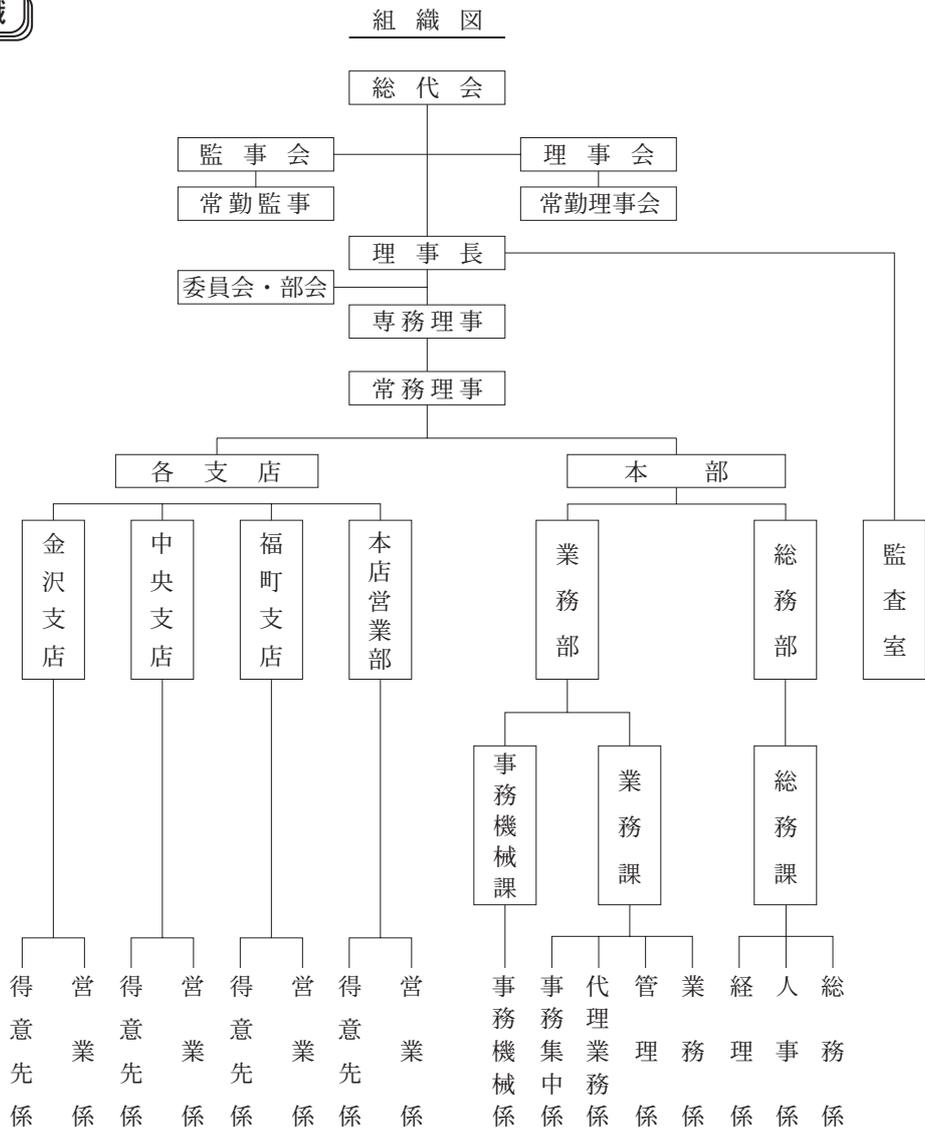 組織図
総代会
監事会
理事会
常勤監事
常勤理事会
理事長
委員会・部会
専務理事
常務理事
各支店
本部
金沢支店
中央支店
福町支店
本店営業部
業務部
総務部
監査室
事務機械課
業務課
総務課
得意先係
営業係
得意先係
営業係
得意先係
営業係
得意先係
営業係
事務機械係
事務集中係
代理業務係
管理係
業務係
経理係
人事係
総務係